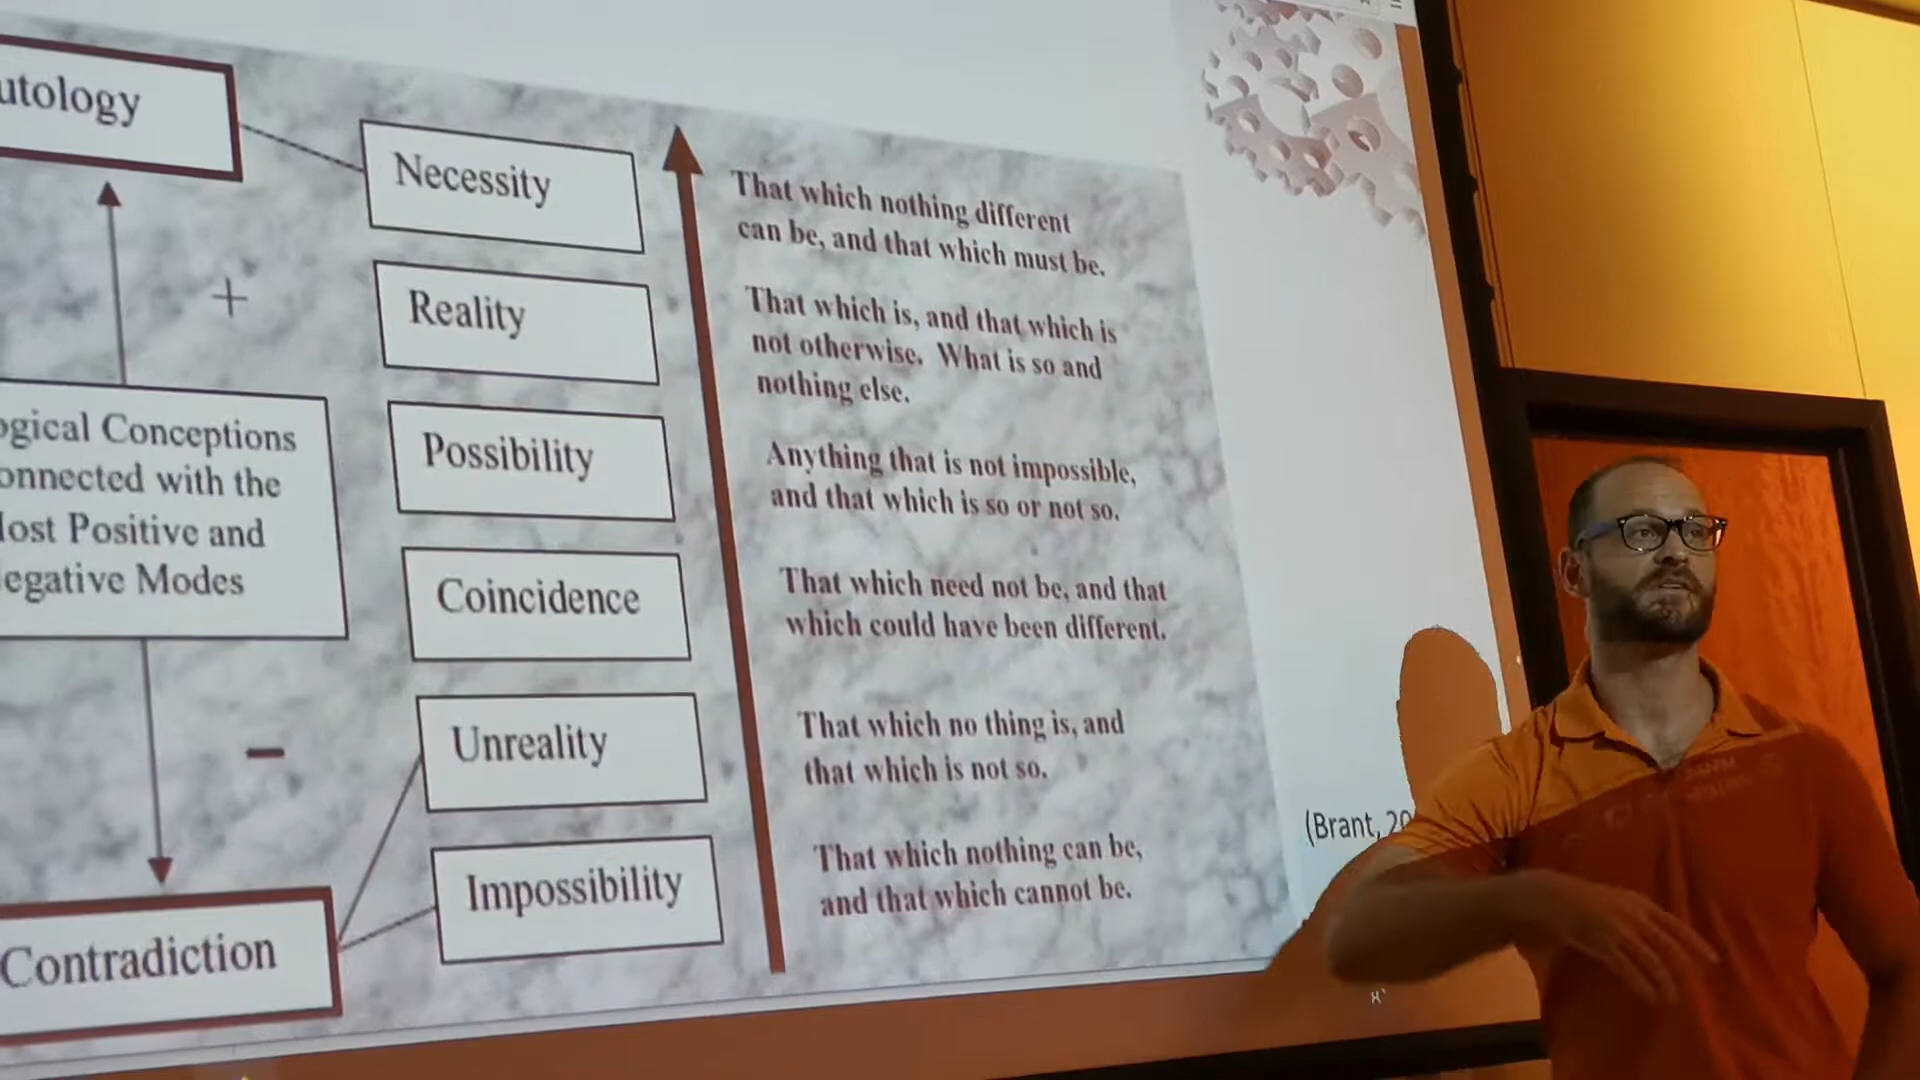 utology
Necessity
That which nothing different
can be, and that which must be.
+
Reality
That which is, and that which is
not otherwise. What is so and
nothing else.
ogical Conceptions
onnected with the
ost Positive and
egative Modes
Possibility
Anything that is not impossible,
and that which is so or not so.
Coincidence
That which need not be, and that
which could have been different.
Unreality
That which no thing is, and
that which is not so.
–
Impossibility
That which nothing can be,
and that which cannot be.
Contradiction
(Brant, 20